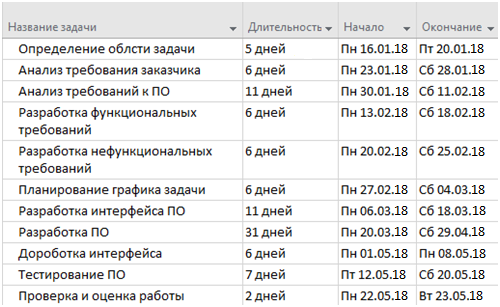 Название задачи Длительность Начало Окончание
Определение облсти задачи 5 дней Пн 16.01.18 Пт 20.01.18
Анализ требования заказчика 6 дней Пн 23.01.18 Сб 28.01.18
Анализ требований к ПО 11 дней Пн 30.01.18 Сб 11.02.18
Разработка функциональных 6 дней Пн 13.02.18 Сб 18.02.18
требований
Разработка нефункциональных 6 дней Пн 20.02.18 Сб 25.02.18
требований
Планирование графика задачи 6 дней Пн 27.02.18 Сб 04.03.18
Разработка интерфейса ПО 11 дней Пн 06.03.18 Сб 18.03.18
Разработка ПО 31 дней Пн 20.03.18 Сб 29.04.18
Доработка интерфейса 6 дней Пн 01.05.18 Пн 08.05.18
Тестирование ПО 7 дней Пт 12.05.18 Сб 20.05.18
Проверка и оценка работы 2 дней Пн 22.05.18 Вт 23.05.18